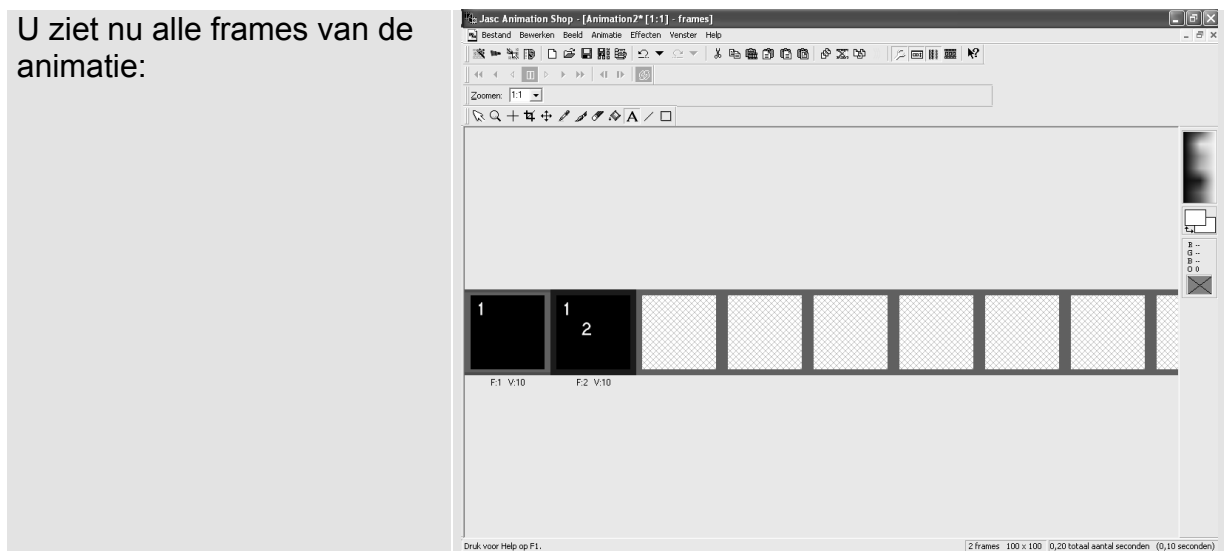 U ziet nu alle frames van de
animatie:
Jasc Animation Shop - [Animation2* [1:1] - frames]
Bestand Bewerken Beeld Animatie Effecten Venster Help
Zoomen: 1:1
A
R --
G --
B --
O 0
1
1
2
F:1 V:10
F:2 V:10
Druk voor Help op F1.
2 frames 100 x 100 0,20 totaal aantal seconden (0,10 seconden)